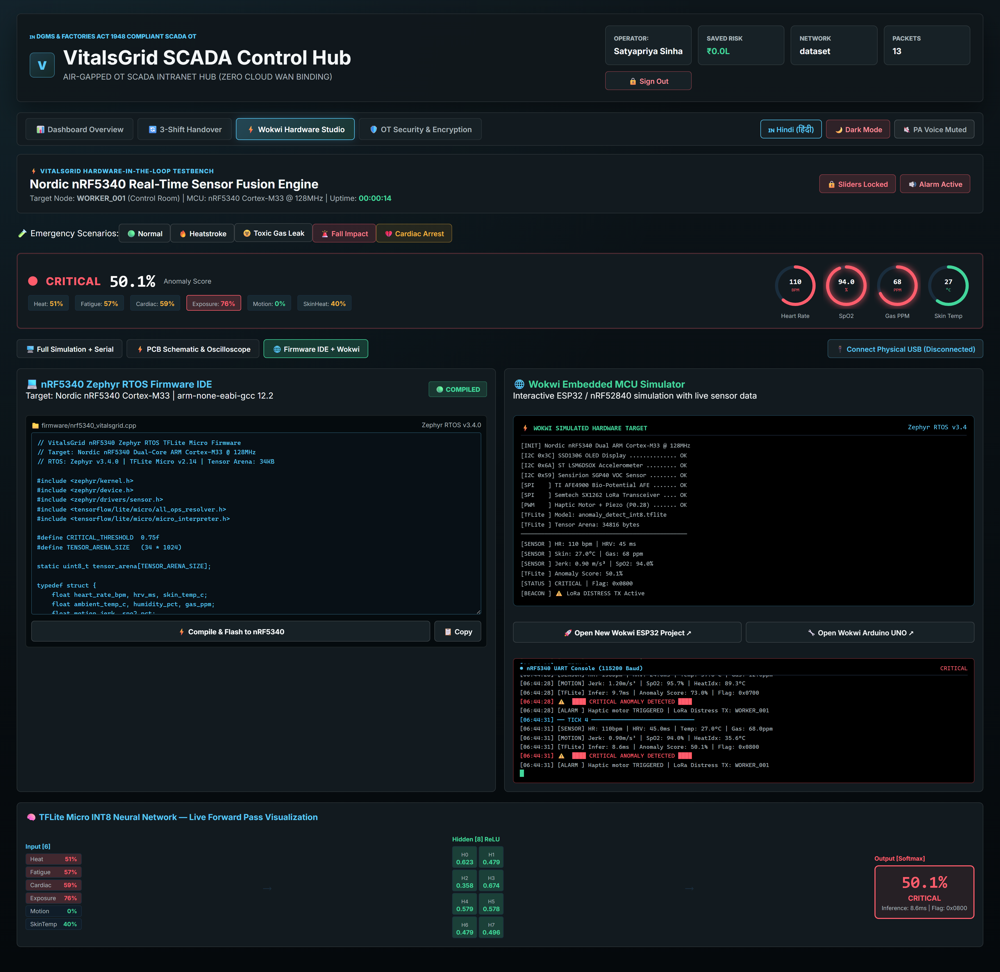 IN DGMS & FACTORIES ACT 1948 COMPLIANT SCADA OT
V
VitalsGrid SCADA Control Hub
AIR-GAPPED OT SCADA INTRANET HUB (ZERO CLOUD WAN BINDING)
OPERATOR:
Satyapriya Sinha
SAVED RISK
₹0.0L
NETWORK
dataset
PACKETS
13
Sign Out
Dashboard Overview
3-Shift Handover
Wokwi Hardware Studio
OT Security & Encryption
IN Hindi (हिंदी)
Dark Mode
PA Voice Muted
VITALSGRID HARDWARE-IN-THE-LOOP TESTBENCH
Nordic nRF5340 Real-Time Sensor Fusion Engine
Target Node: WORKER_001 (Control Room) | MCU: nRF5340 Cortex-M33 @ 128MHz | Uptime: 00:00:14
Sliders Locked
Alarm Active
Emergency Scenarios:
Normal
Heatstroke
Toxic Gas Leak
Fall Impact
Cardiac Arrest
CRITICAL 50.1% Anomaly Score
Heat: 51%
Fatigue: 57%
Cardiac: 59%
Exposure: 76%
Motion: 0%
SkinHeat: 40%
110
BPM
Heart Rate
94.0
%
SpO2
68
PPM
Gas PPM
27
°C
Skin Temp
Full Simulation + Serial
PCB Schematic & Oscilloscope
Firmware IDE + Wokwi
Connect Physical USB (Disconnected)
nRF5340 Zephyr RTOS Firmware IDE
Target: Nordic nRF5340 Cortex-M33 | arm-none-eabi-gcc 12.2
COMPILED
firmware/nrf5340_vitalsgrid.cpp
Zephyr RTOS v3.4.0
// VitalsGrid nRF5340 Zephyr RTOS TFLite Micro Firmware
// Target: Nordic nRF5340 Dual-Core ARM Cortex-M33 @ 128MHz
// RTOS: Zephyr v3.4.0 | TFLite Micro v2.14 | Tensor Arena: 34KB
#include <zephyr/kernel.h>
#include <zephyr/device.h>
#include <zephyr/drivers/sensor.h>
#include <tensorflow/lite/micro/all_ops_resolver.h>
#include <tensorflow/lite/micro/micro_interpreter.h>
#define CRITICAL_THRESHOLD  0.75f
#define TENSOR_ARENA_SIZE   (34 * 1024)
static uint8_t tensor_arena[TENSOR_ARENA_SIZE];
typedef struct {
    float heart_rate_bpm, hrv_ms, skin_temp_c;
    float ambient_temp_c, humidity_pct, gas_ppm;
    float motion_jerk, spo2_pct;
Compile & Flash to nRF5340
Copy
Wokwi Embedded MCU Simulator
Interactive ESP32 / nRF52840 simulation with live sensor data
WOKWI SIMULATED HARDWARE TARGET
Zephyr RTOS v3.4
[INIT] Nordic nRF5340 Dual ARM Cortex-M33 @ 128MHz
[I2C 0x3C] SSD1306 OLED Display .............. OK
[I2C 0x6A] ST LSM6DSOX Accelerometer ......... OK
[I2C 0x59] Sensirion SGP40 VOC Sensor ........ OK
[SPI    ] TI AFE4900 Bio-Potential AFE ....... OK
[SPI    ] Semtech SX1262 LoRa Transceiver .... OK
[PWM    ] Haptic Motor + Piezo (P0.28) ....... OK
[TFLite ] Model: anomaly_detect_int8.tflite
[TFLite ] Tensor Arena: 34816 bytes
[SENSOR ] HR: 110 bpm | HRV: 45 ms
[SENSOR ] Skin: 27.0°C | Gas: 68 ppm
[SENSOR ] Jerk: 0.90 m/s³ | SpO2: 94.0%
[TFLite ] Anomaly Score: 50.1%
[STATUS ] CRITICAL | Flag: 0x0800
[BEACON ] ⚠️ LoRa DISTRESS TX Active
Open New Wokwi ESP32 Project ↗
Open Wokwi Arduino UNO ↗
● nRF5340 UART Console (115200 Baud)
CRITICAL
[06:44:28] [MOTION] Jerk: 1.20m/s³ | SpO2: 95.7% | HeatIdx: 89.3°C
[06:44:28] [TFLite] Infer: 9.7ms | Anomaly Score: 73.0% | Flag: 0x0700
[06:44:28] ⚠️ ████ CRITICAL ANOMALY DETECTED ████
[06:44:28] [ALARM ] Haptic motor TRIGGERED | LoRa Distress TX: WORKER_001
[06:44:31] ── TICK 4 ──────────────────────────────
[06:44:31] [SENSOR] HR: 110bpm | HRV: 45.0ms | Temp: 27.0°C | Gas: 68.0ppm
[06:44:31] [MOTION] Jerk: 0.90m/s³ | SpO2: 94.0% | HeatIdx: 35.6°C
[06:44:31] [TFLite] Infer: 8.6ms | Anomaly Score: 50.1% | Flag: 0x0800
[06:44:31] ⚠️ ████ CRITICAL ANOMALY DETECTED ████
[06:44:31] [ALARM ] Haptic motor TRIGGERED | LoRa Distress TX: WORKER_001
TFLite Micro INT8 Neural Network — Live Forward Pass Visualization
Input [6]
Heat 51%
Fatigue 57%
Cardiac 59%
Exposure 76%
Motion 0%
SkinTemp 40%
→
Hidden [8] ReLU
H0 H1
0.623 0.479
H2 H3
0.358 0.674
H4 H5
0.579 0.578
H6 H7
0.479 0.496
→
Output [Softmax]
50.1%
CRITICAL
Inference: 8.6ms | Flag: 0x0800